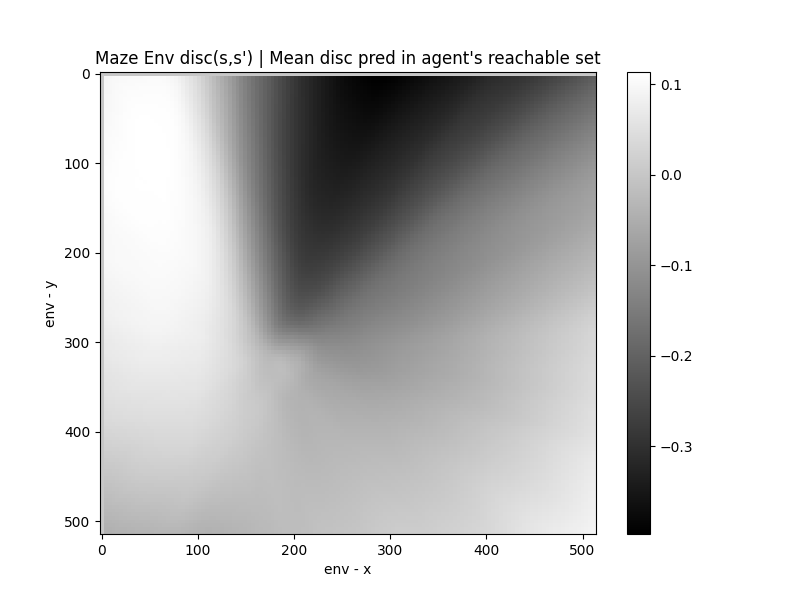 Maze Env disc(s,s') | Mean disc pred in agent's reachable set
0
100
200
300
400
500
env - y
0 100 200 300 400 500
env - x
0.1
0.0
−0.1
−0.2
−0.3